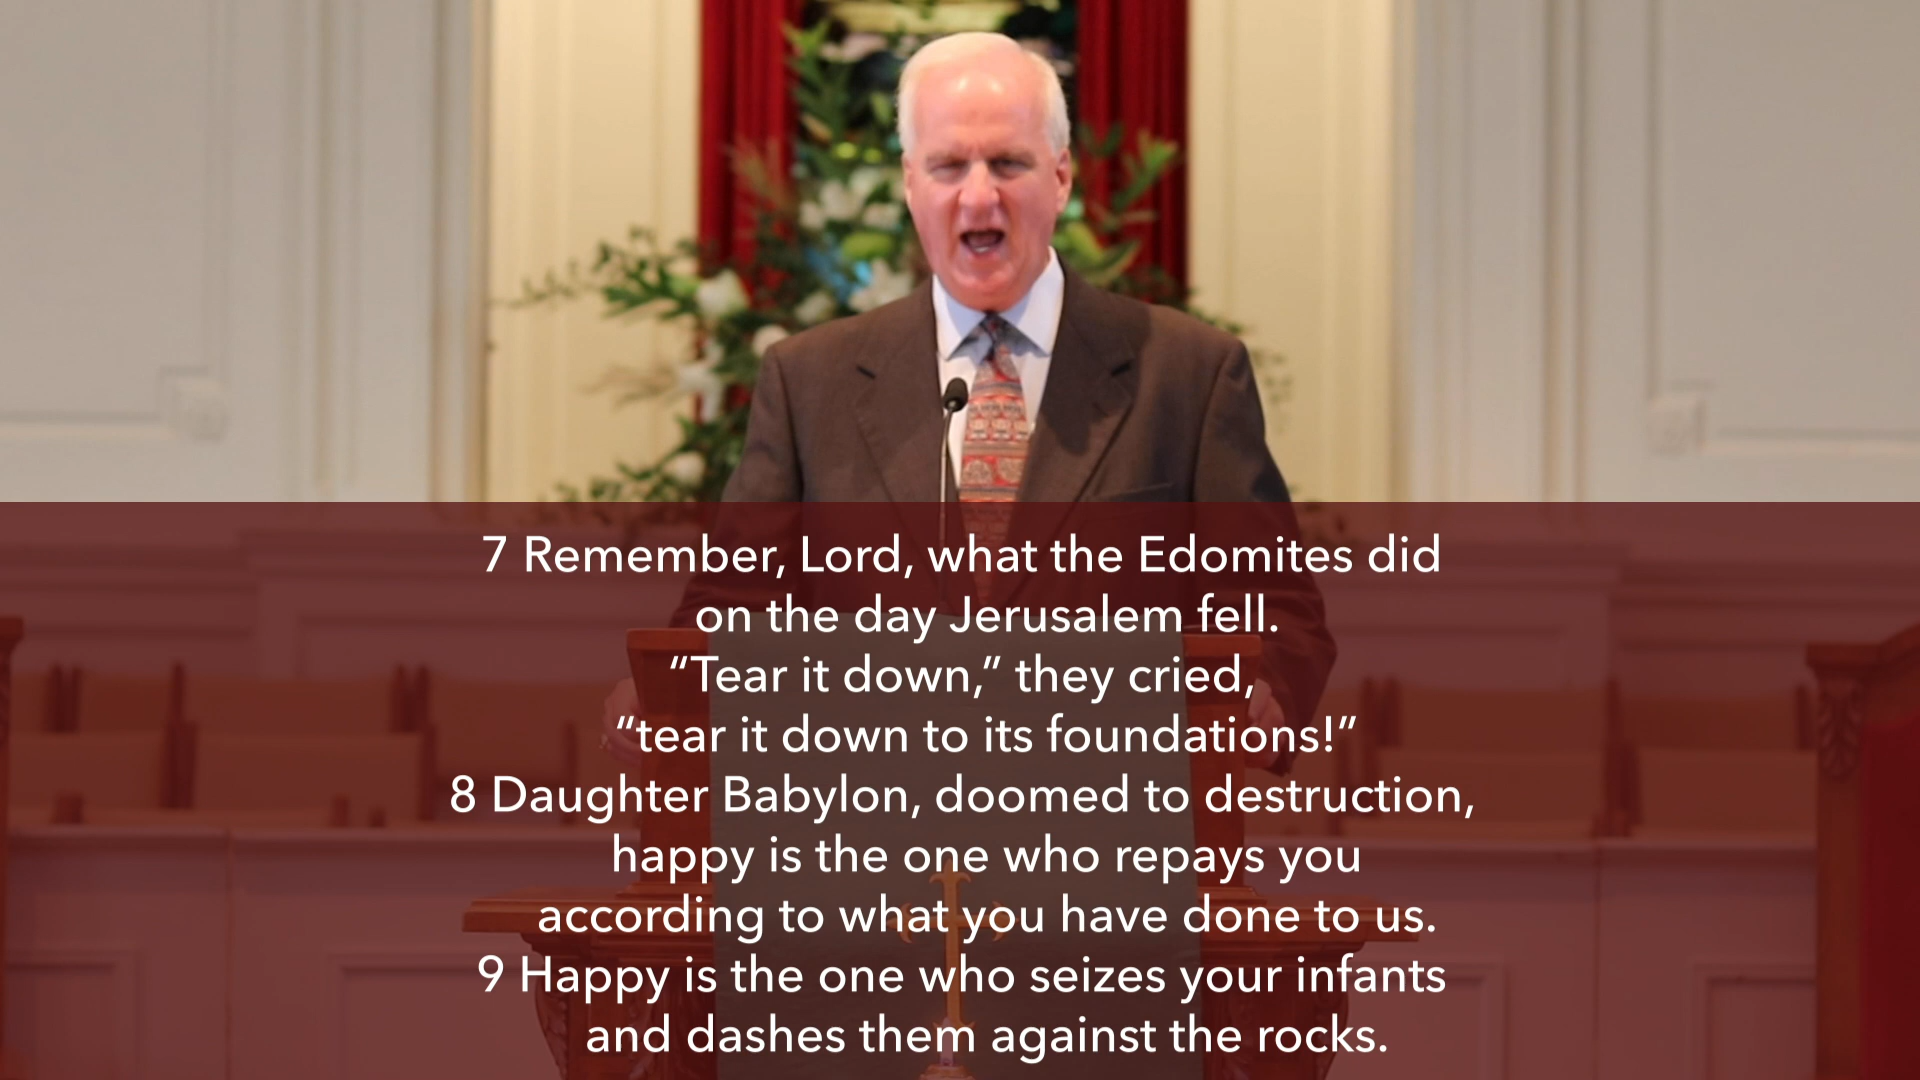 7 Remember, Lord, what the Edomites did
on the day Jerusalem fell.
“Tear it down,” they cried,
“tear it down to its foundations!”
8 Daughter Babylon, doomed to destruction,
happy is the one who repays you
according to what you have done to us.
9 Happy is the one who seizes your infants
and dashes them against the rocks.